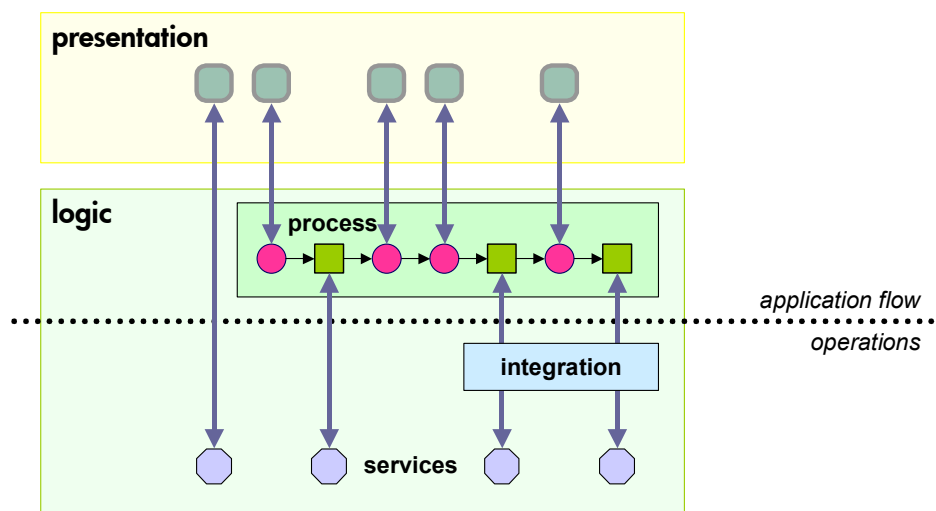 presentation
logic
process
application flow
operations
integration
services